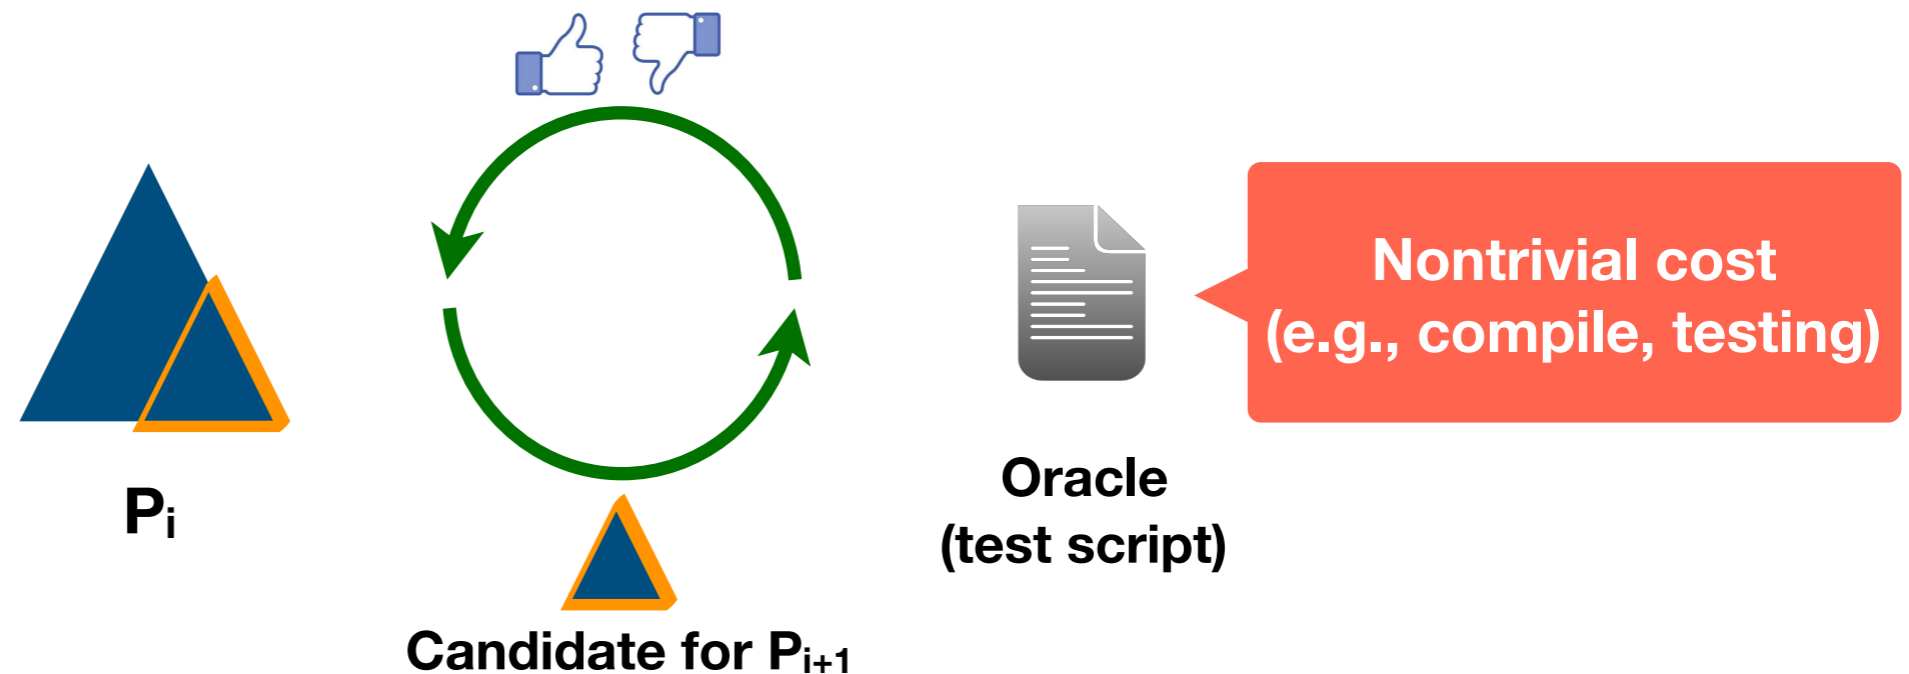 Nontrivial cost
(e.g., compile, testing)
Pi
Oracle
(test script)
Candidate for Pi+1